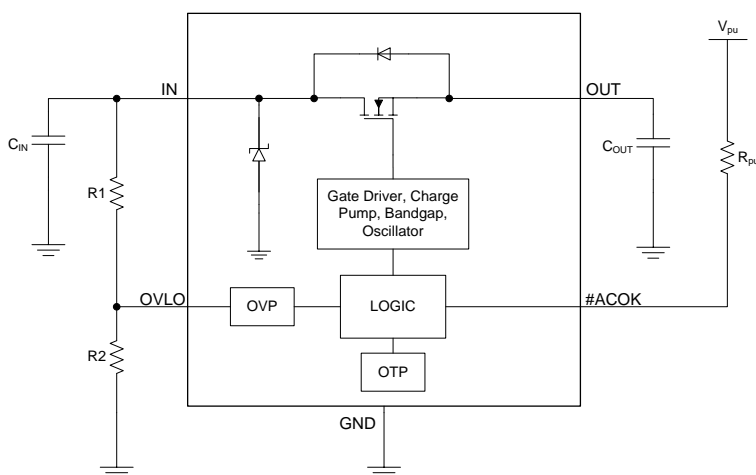 V_pu
IN
OUT
C_IN
R1
C_OUT
R_pu
Gate Driver, Charge
Pump, Bandgap,
Oscillator
OVLO
OVP
LOGIC
#ACOK
R2
OTP
GND